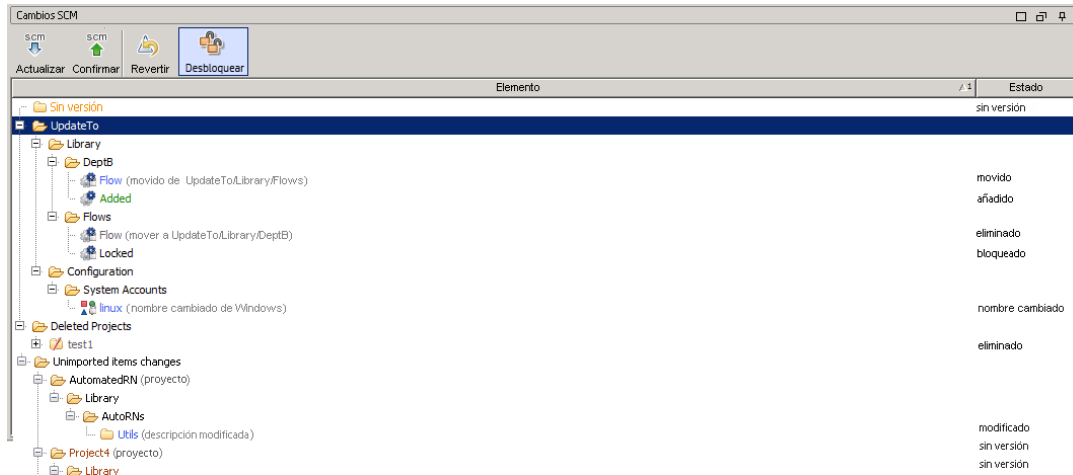 Cambios SCM
scm scm
Actualizar Confirmar Revertir Desbloquear
Elemento 1 Estado
Sin versión sin versión
UpdateTo
Library
DeptB
Flow (movido de UpdateTo/Library/Flows) movido
Added añadido
Flows
Flow (mover a UpdateTo/Library/DeptB) eliminado
Locked bloqueado
Configuration
System Accounts
linux (nombre cambiado de Windows) nombre cambiado
Deleted Projects
test1 eliminado
Unimported items changes
AutomatedRN (proyecto)
Library
AutoRNs
Utils (descripción modificada) modificado
Project4 (proyecto) sin versión
Library sin versión